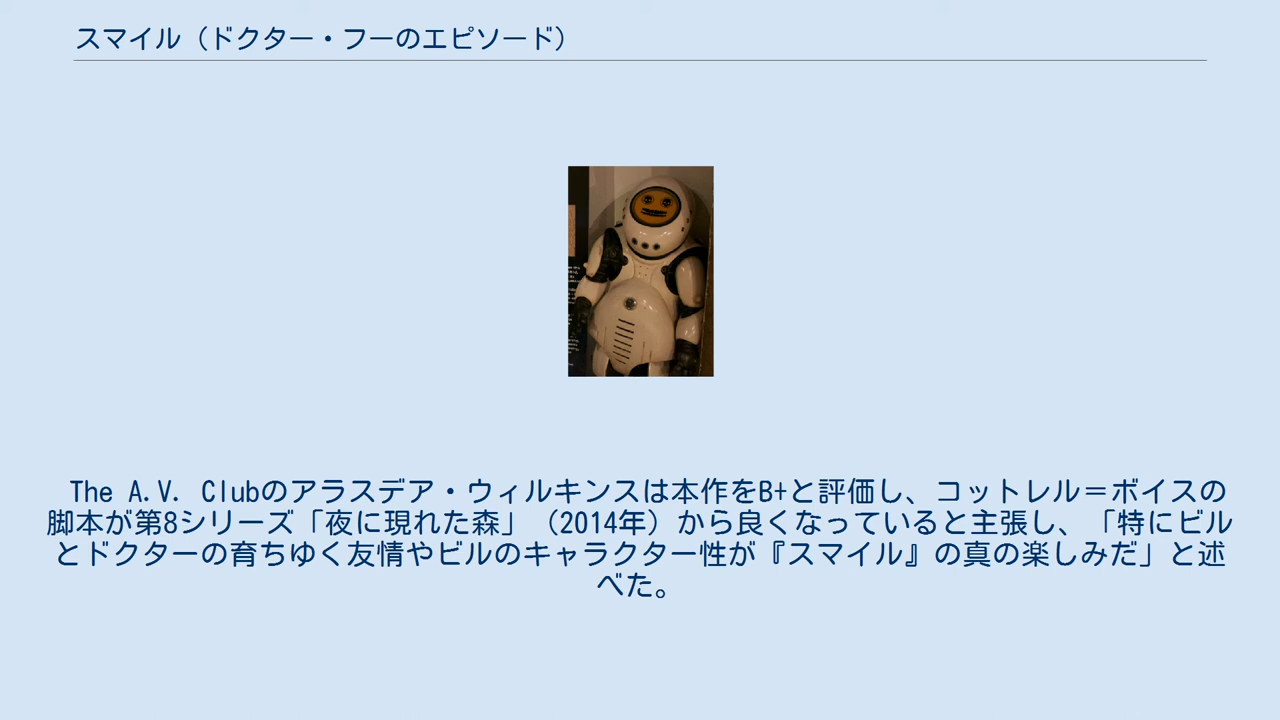 スマイル（ドクター・フーのエピソード）
The A.V. Clubのアラスデア・ウィルキンスは本作をB+と評価し、コットレル＝ボイスの
脚本が第8シリーズ「夜に現れた森」（2014年）から良くなっていると主張し、「特にビル
とドクターの育ちゆく友情やビルのキャラクター性が『スマイル』の真の楽しみだ」と述
べた。